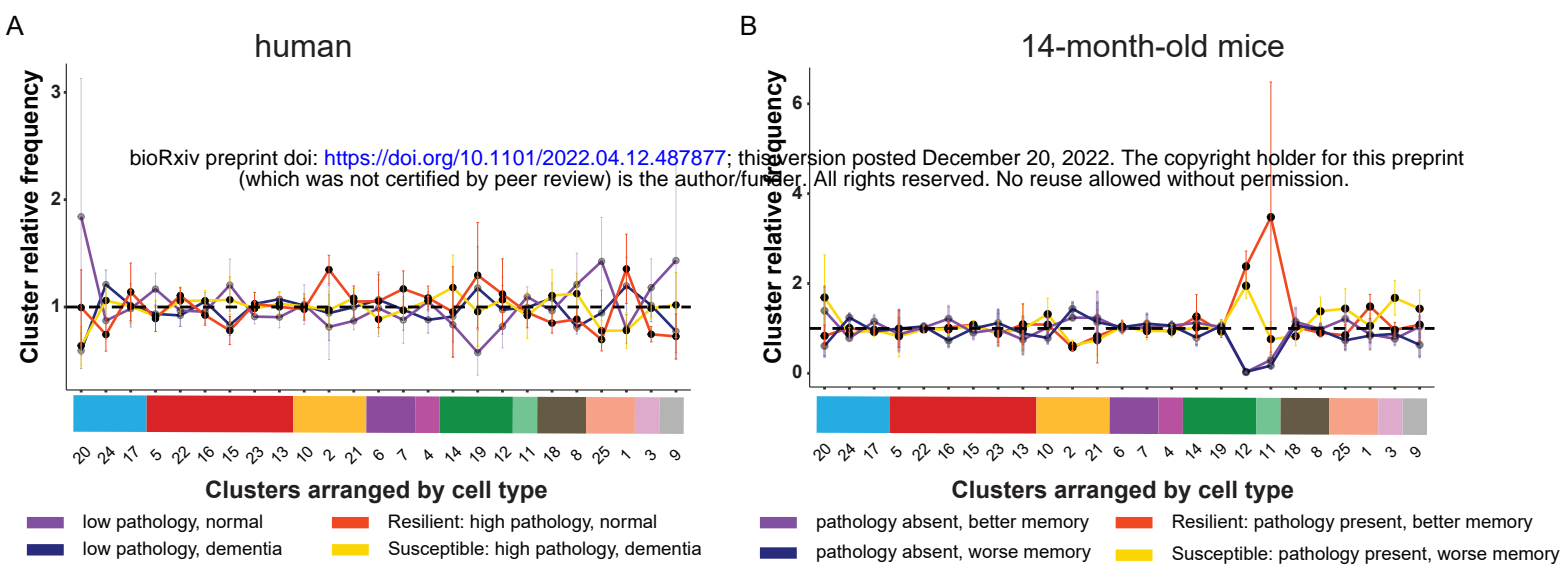 A
B
human
14-month-old mice
Cluster relative frequency
3
2
1
Cluster relative frequency
6
4
2
0
bioRxiv preprint doi: https://doi.org/10.1101/2022.04.12.487877; this version posted December 20, 2022. The copyright holder for this preprint
(which was not certified by peer review) is the author/funder. All rights reserved. No reuse allowed without permission.
20 24 17 5 22 16 15 23 13 10 2 21 6 7 4 14 19 12 11 18 8 25 1 3 9
20 24 17 5 22 16 15 23 13 10 2 21 6 7 4 14 19 12 11 18 8 25 1 3 9
Clusters arranged by cell type
Clusters arranged by cell type
low pathology, normal
Resilient: high pathology, normal
low pathology, dementia
Susceptible: high pathology, dementia
pathology absent, better memory
Resilient: pathology present, better memory
pathology absent, worse memory
Susceptible: pathology present, worse memory